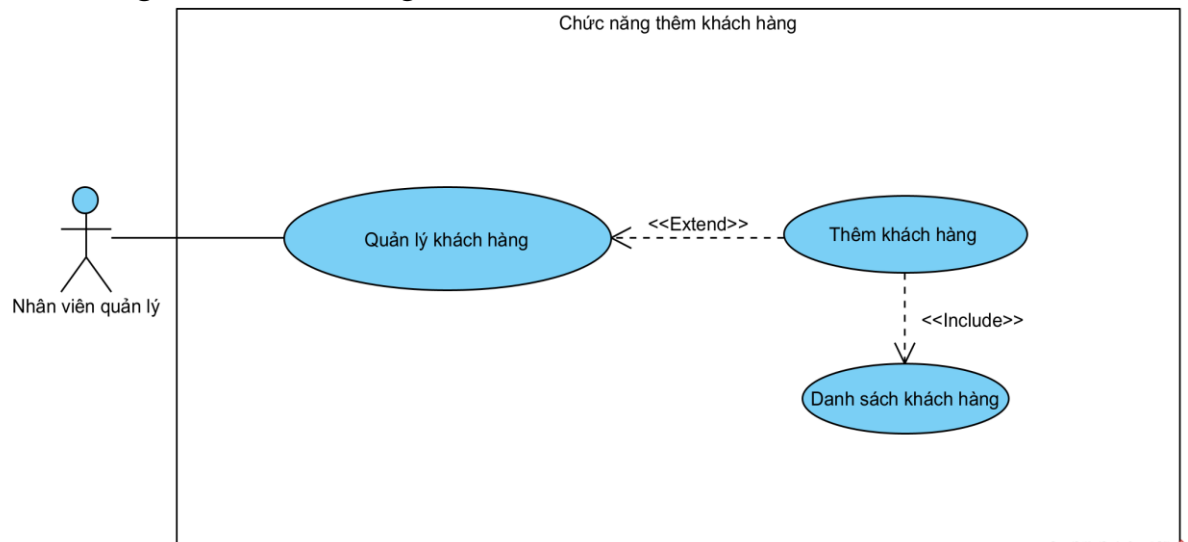 Chức năng thêm khách hàng
Nhân viên quản lý
Quản lý khách hàng
<<Extend>>
Thêm khách hàng
<<Include>>
Danh sách khách hàng